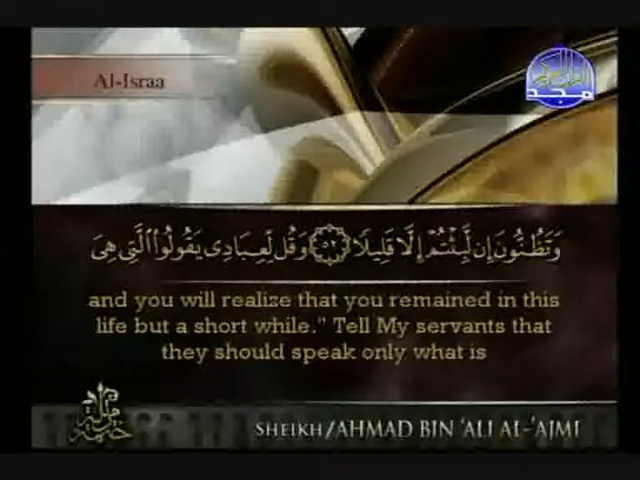 Al-Israa
مجد
وَتَظُنُّونَ إِن لَّبِثْتُمْ إِلَّا قَلِيلًا ۝٥٢ وَقُل لِّعِبَادِى يَقُولُوا۟ ٱلَّتِى هِىَ
and you will realize that you remained in this
life but a short while." Tell My servants that
they should speak only what is
SHEIKH/AHMAD BIN 'ALI AL-'AJMI